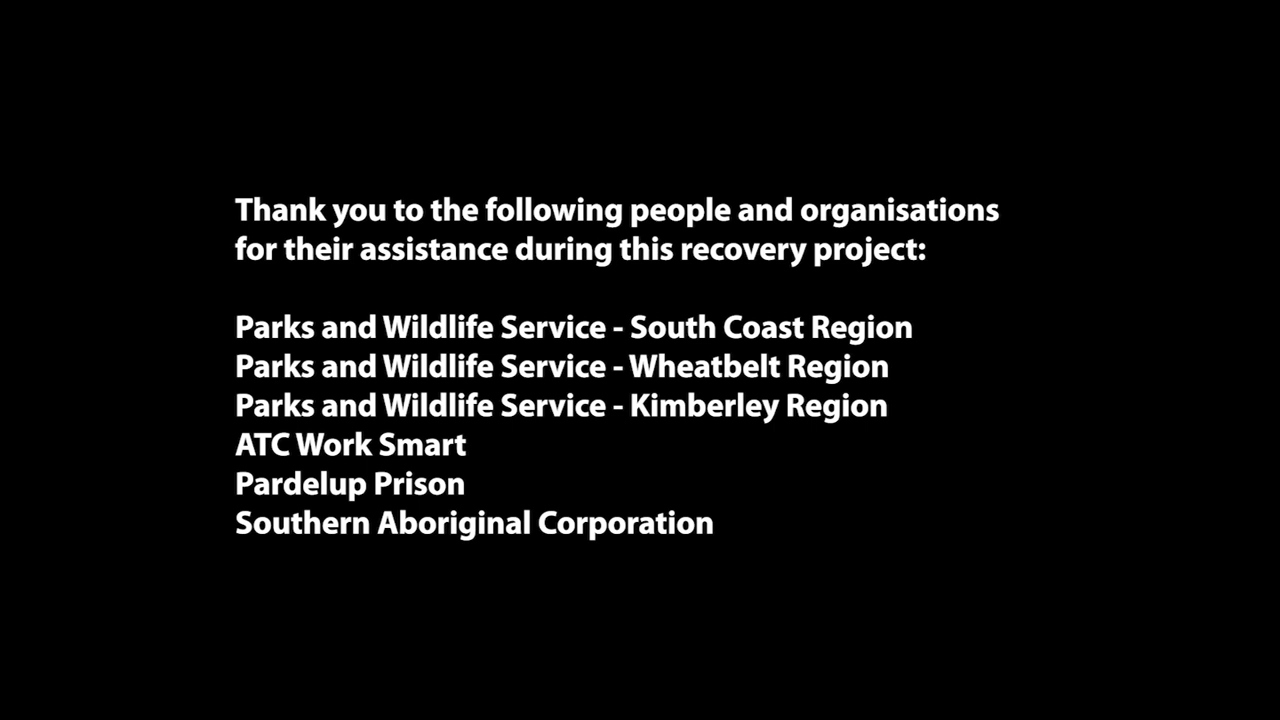 Thank you to the following people and organisations
for their assistance during this recovery project:
Parks and Wildlife Service - South Coast Region
Parks and Wildlife Service - Wheatbelt Region
Parks and Wildlife Service - Kimberley Region
ATC Work Smart
Pardelup Prison
Southern Aboriginal Corporation